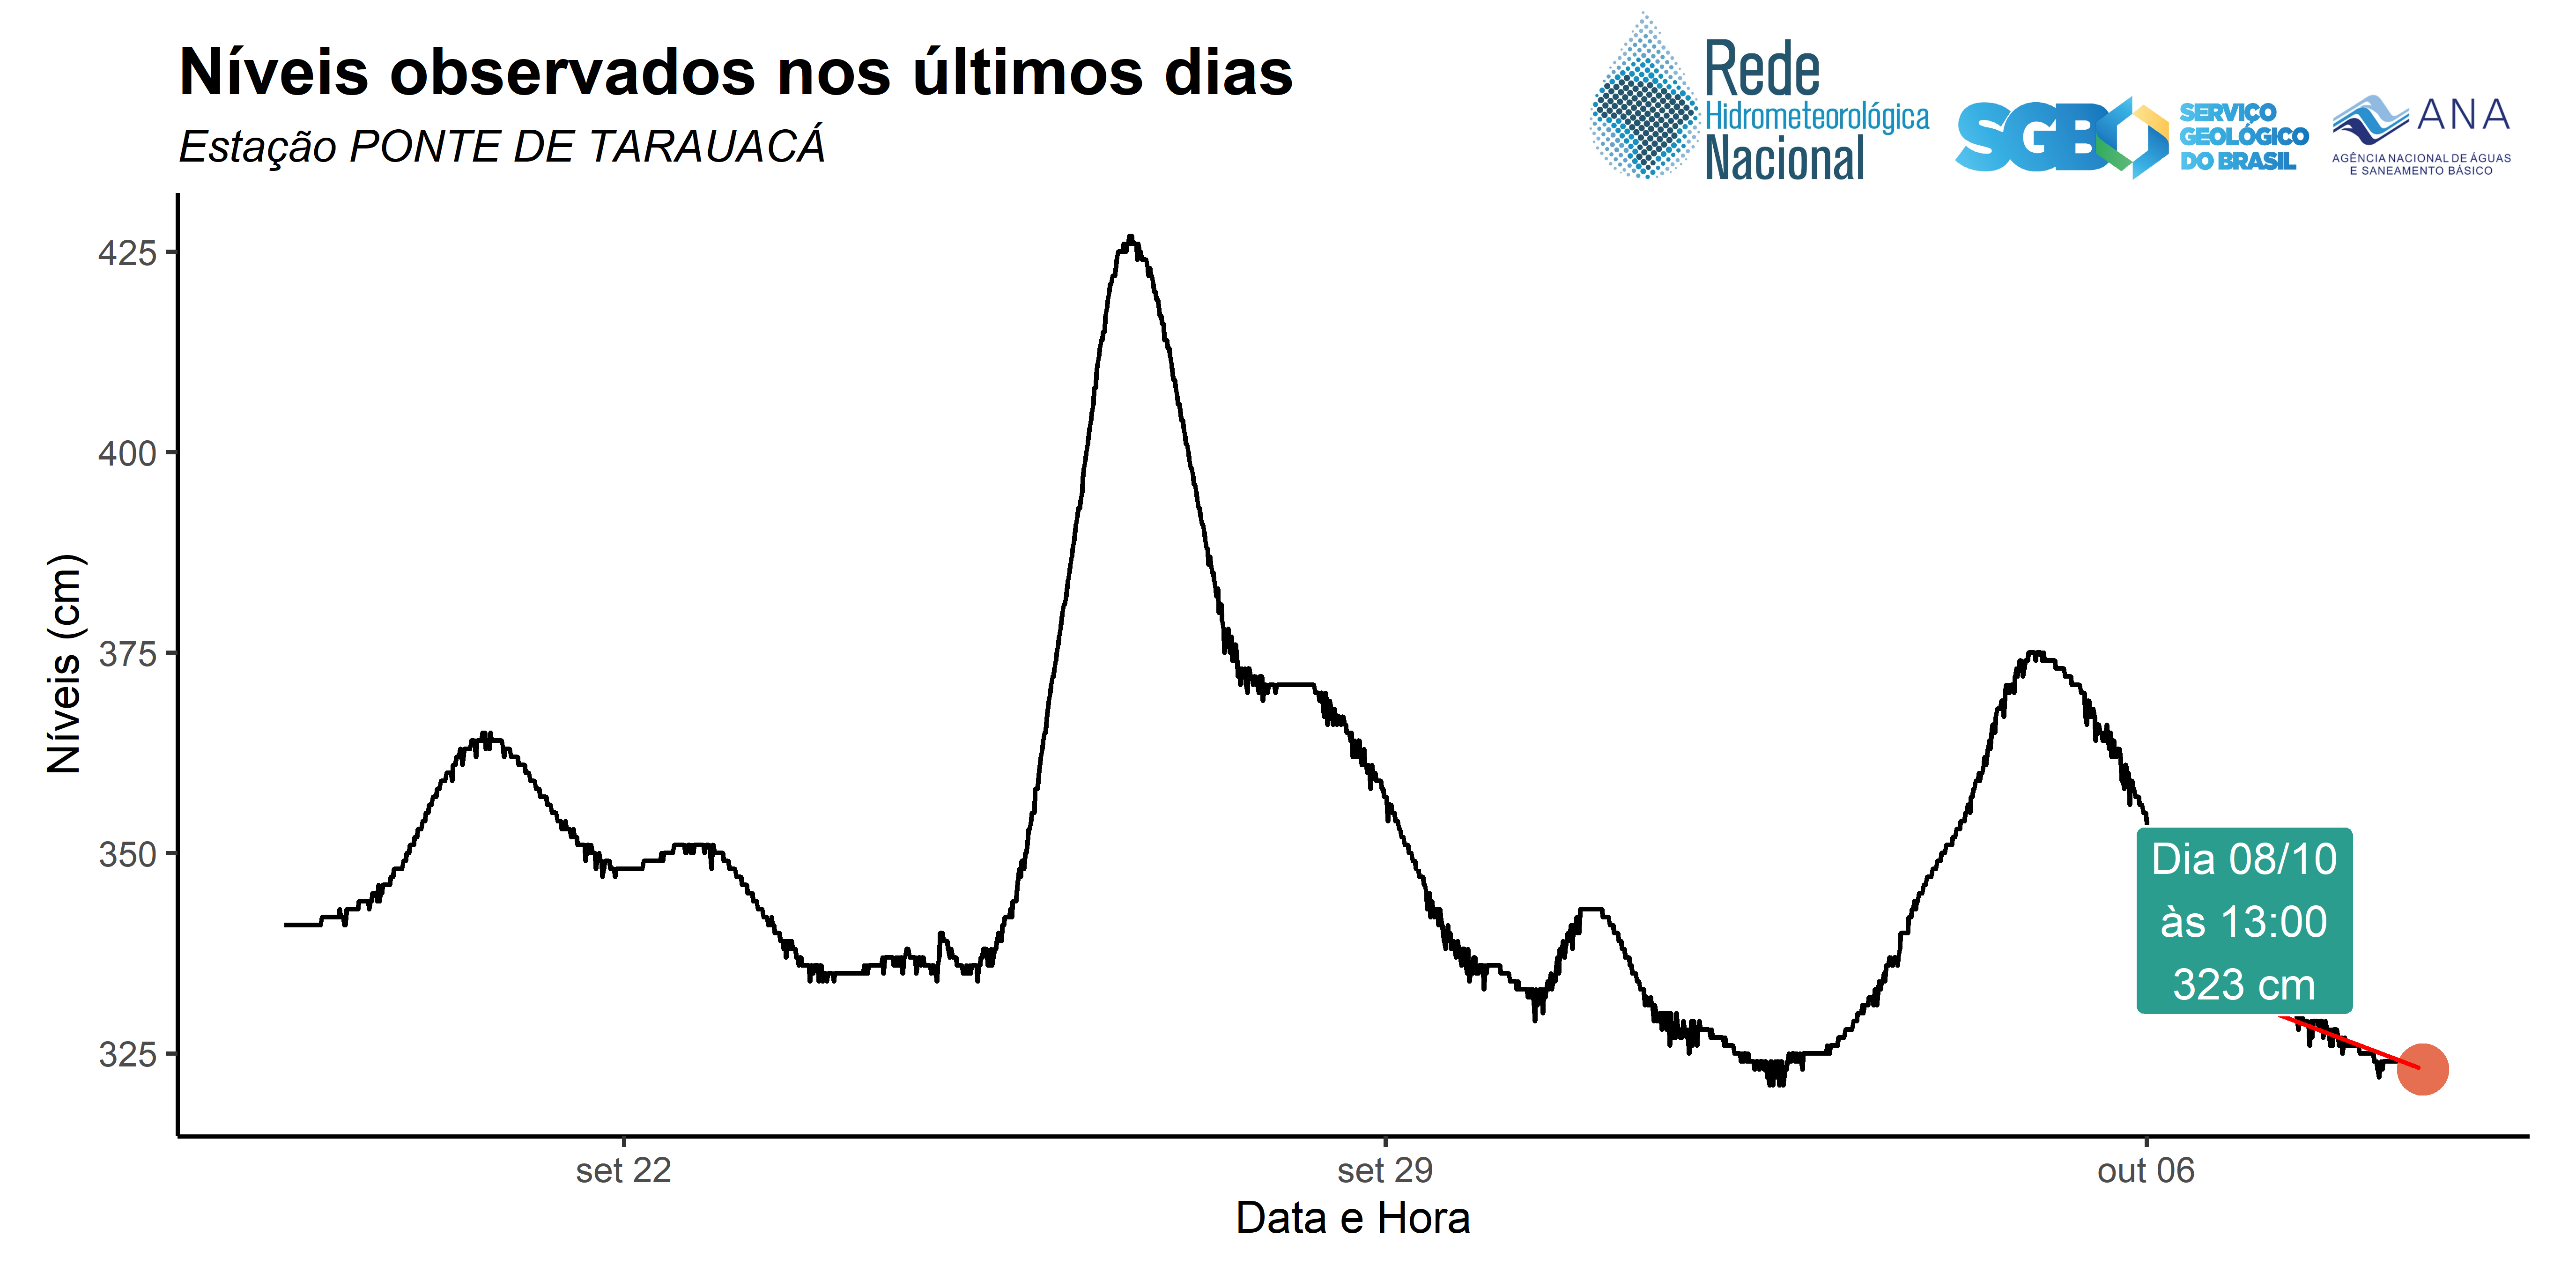 Níveis observados nos últimos dias
Estação PONTE DE TARAUACÁ
Rede
Hidrometeorológica
Nacional
SGB
SERVIÇO
GEOLÓGICO
DO BRASIL
ANA
AGÊNCIA NACIONAL DE ÁGUAS
E SANEAMENTO BÁSICO
Níveis (cm)
425
400
375
350
325
Dia 08/10
às 13:00
323 cm
set 22
set 29
out 06
Data e Hora